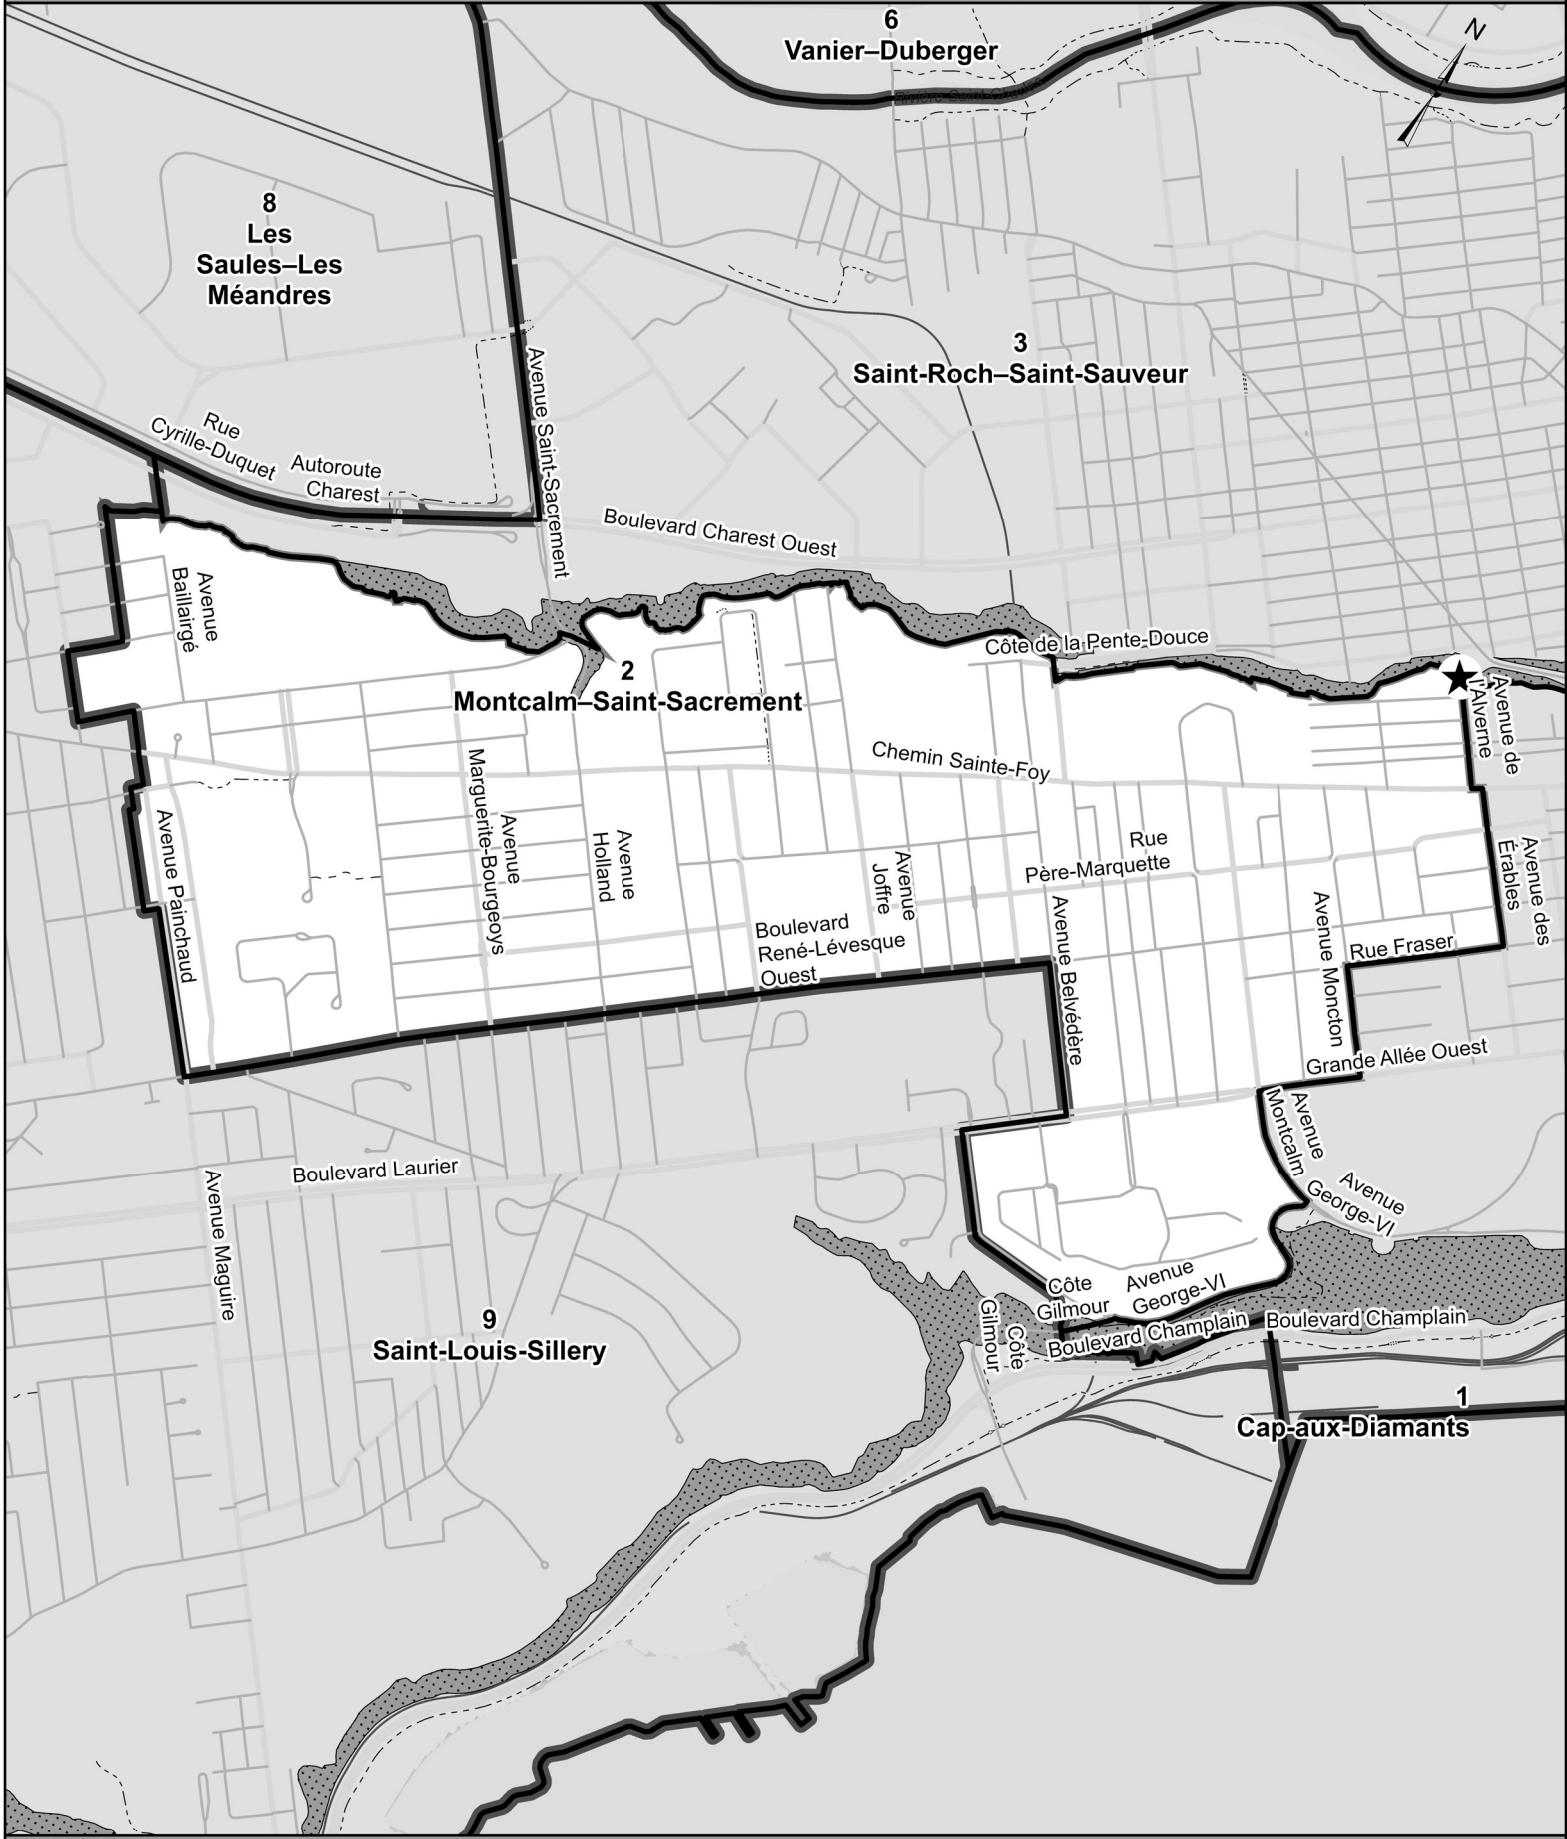 6
Vanier–Duberger
N
Rivière Saint-Charles
8
Les
Saules–Les
Méandres
3
Saint-Roch–Saint-Sauveur
Avenue Saint-Sacrement
Rue
Cyrille-Duquet
Autoroute
Charest
Boulevard Charest Ouest
Avenue
Baillairgé
Côte de la Pente-Douce
2
Montcalm–Saint-Sacrement
Avenue de
l'Alverne
Chemin Sainte-Foy
Avenue Painchaud
Avenue
Marguerite-Bourgeoys
Avenue
Holland
Avenue
Joffre
Rue
Père-Marquette
Avenue des
Érables
Boulevard
René-Lévesque
Ouest
Avenue Belvédère
Avenue Moncton
Rue Fraser
Grande Allée Ouest
Avenue
Montcalm
Avenue
George-VI
Boulevard Laurier
Avenue Maguire
Côte
Gilmour
Avenue
George-VI
Côte
Gilmour
Boulevard Champlain
Boulevard Champlain
9
Saint-Louis-Sillery
1
Cap-aux-Diamants